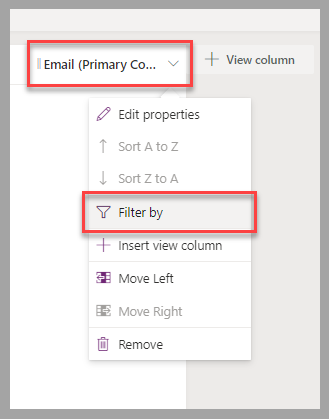 Email (Primary Co...
View column
Edit properties
Sort A to Z
Sort Z to A
Filter by
Insert view column
Move Left
Move Right
Remove